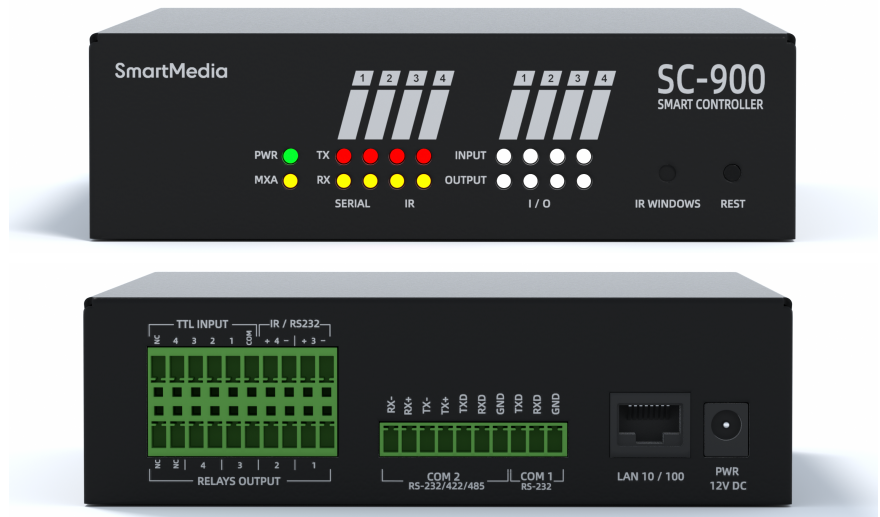 SmartMedia
1 2 3 4
1 2 3 4
SC-900
SMART CONTROLLER
PWR TX INPUT
MXA RX OUTPUT
SERIAL IR I / O IR WINDOWS REST
TTL INPUT IR / RS232
NC 4 3 2 1 COM + 4 - | + 3 -
RX- RX+ TX- TX+ TXD RXD GND TXD RXD GND
NC NC 4 3 2 1
RELAYS OUTPUT
COM 2
RS-232/422/485
COM 1
RS-232
LAN 10 / 100
PWR
12V DC